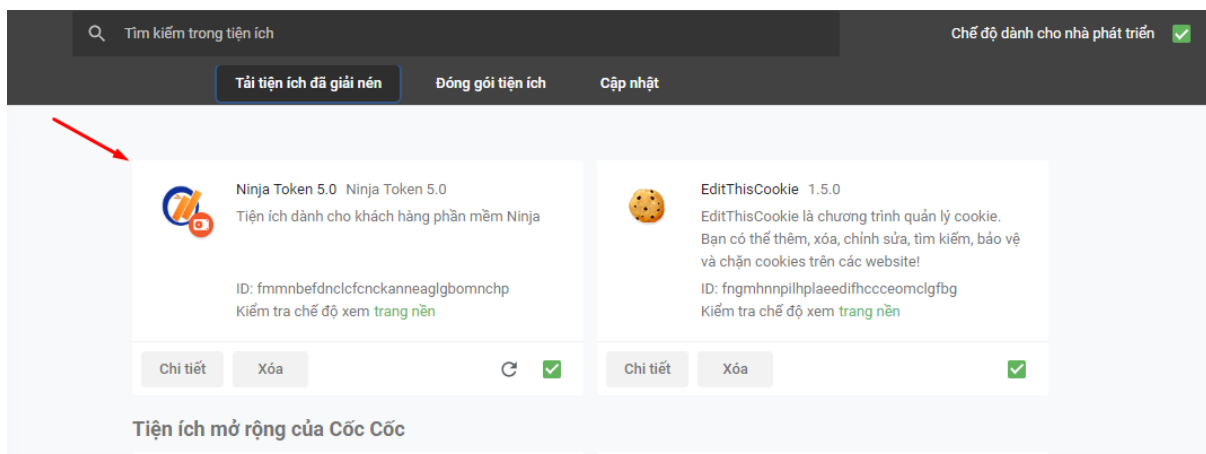 Tìm kiếm trong tiện ích
Chế độ dành cho nhà phát triển
Tải tiện ích đã giải nén
Đóng gói tiện ích
Cập nhật
Ninja Token 5.0 Ninja Token 5.0
Tiện ích dành cho khách hàng phần mềm Ninja
ID: fmmnbefdnclcfcnckanneaglgbomnchp
Kiểm tra chế độ xem trang nền
Chi tiết
Xóa
EditThisCookie 1.5.0
EditThisCookie là chương trình quản lý cookie.
Bạn có thể thêm, xóa, chỉnh sửa, tìm kiếm, bảo vệ
và chặn cookies trên các website!
ID: fngmhnnpilhplaeedifhccceomclgfbg
Kiểm tra chế độ xem trang nền
Chi tiết
Xóa
Tiện ích mở rộng của Cốc Cốc